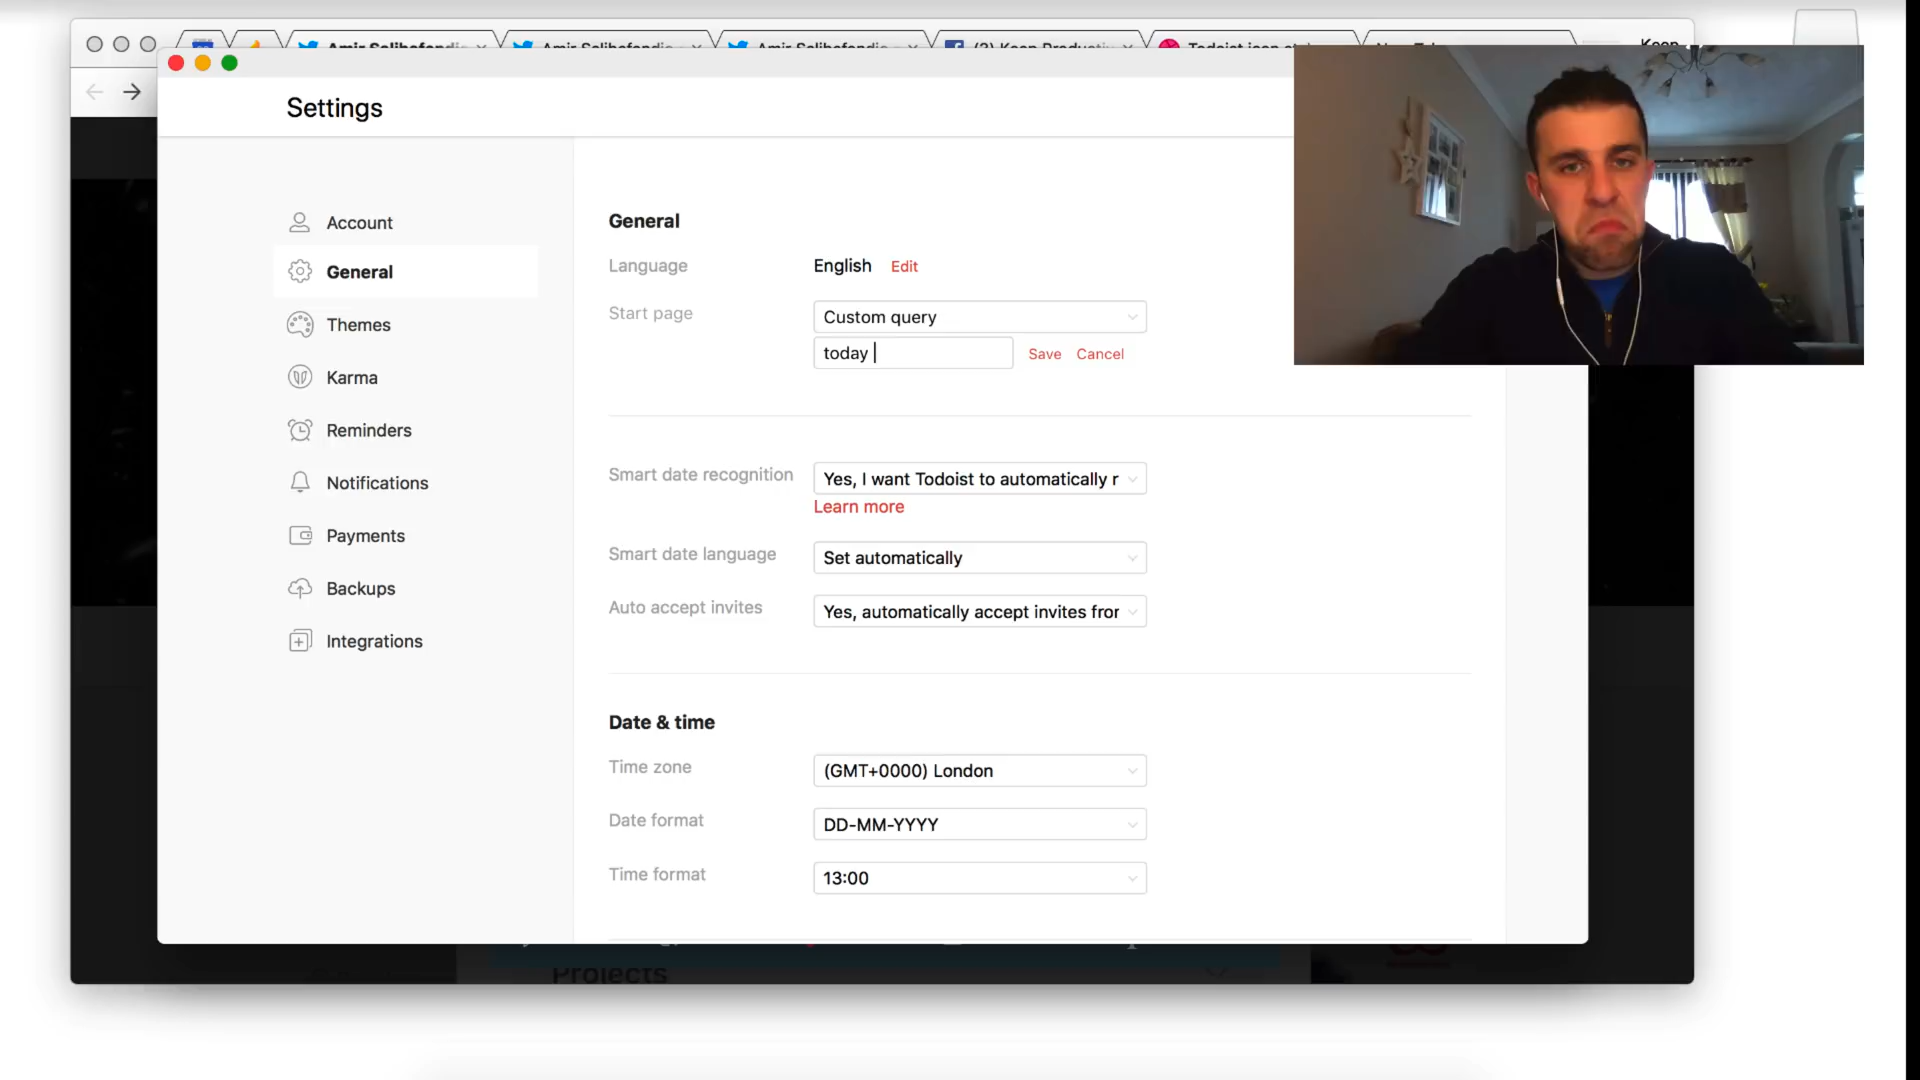 Settings
Account
General
Themes
Karma
Reminders
Notifications
Payments
Backups
Integrations
General
Language
English Edit
Start page
Custom query
today
Save Cancel
Smart date recognition
Yes, I want Todoist to automatically r
Learn more
Smart date language
Set automatically
Auto accept invites
Yes, automatically accept invites fror
Date & time
Time zone
(GMT+0000) London
Date format
DD-MM-YYYY
Time format
13:00
Projects